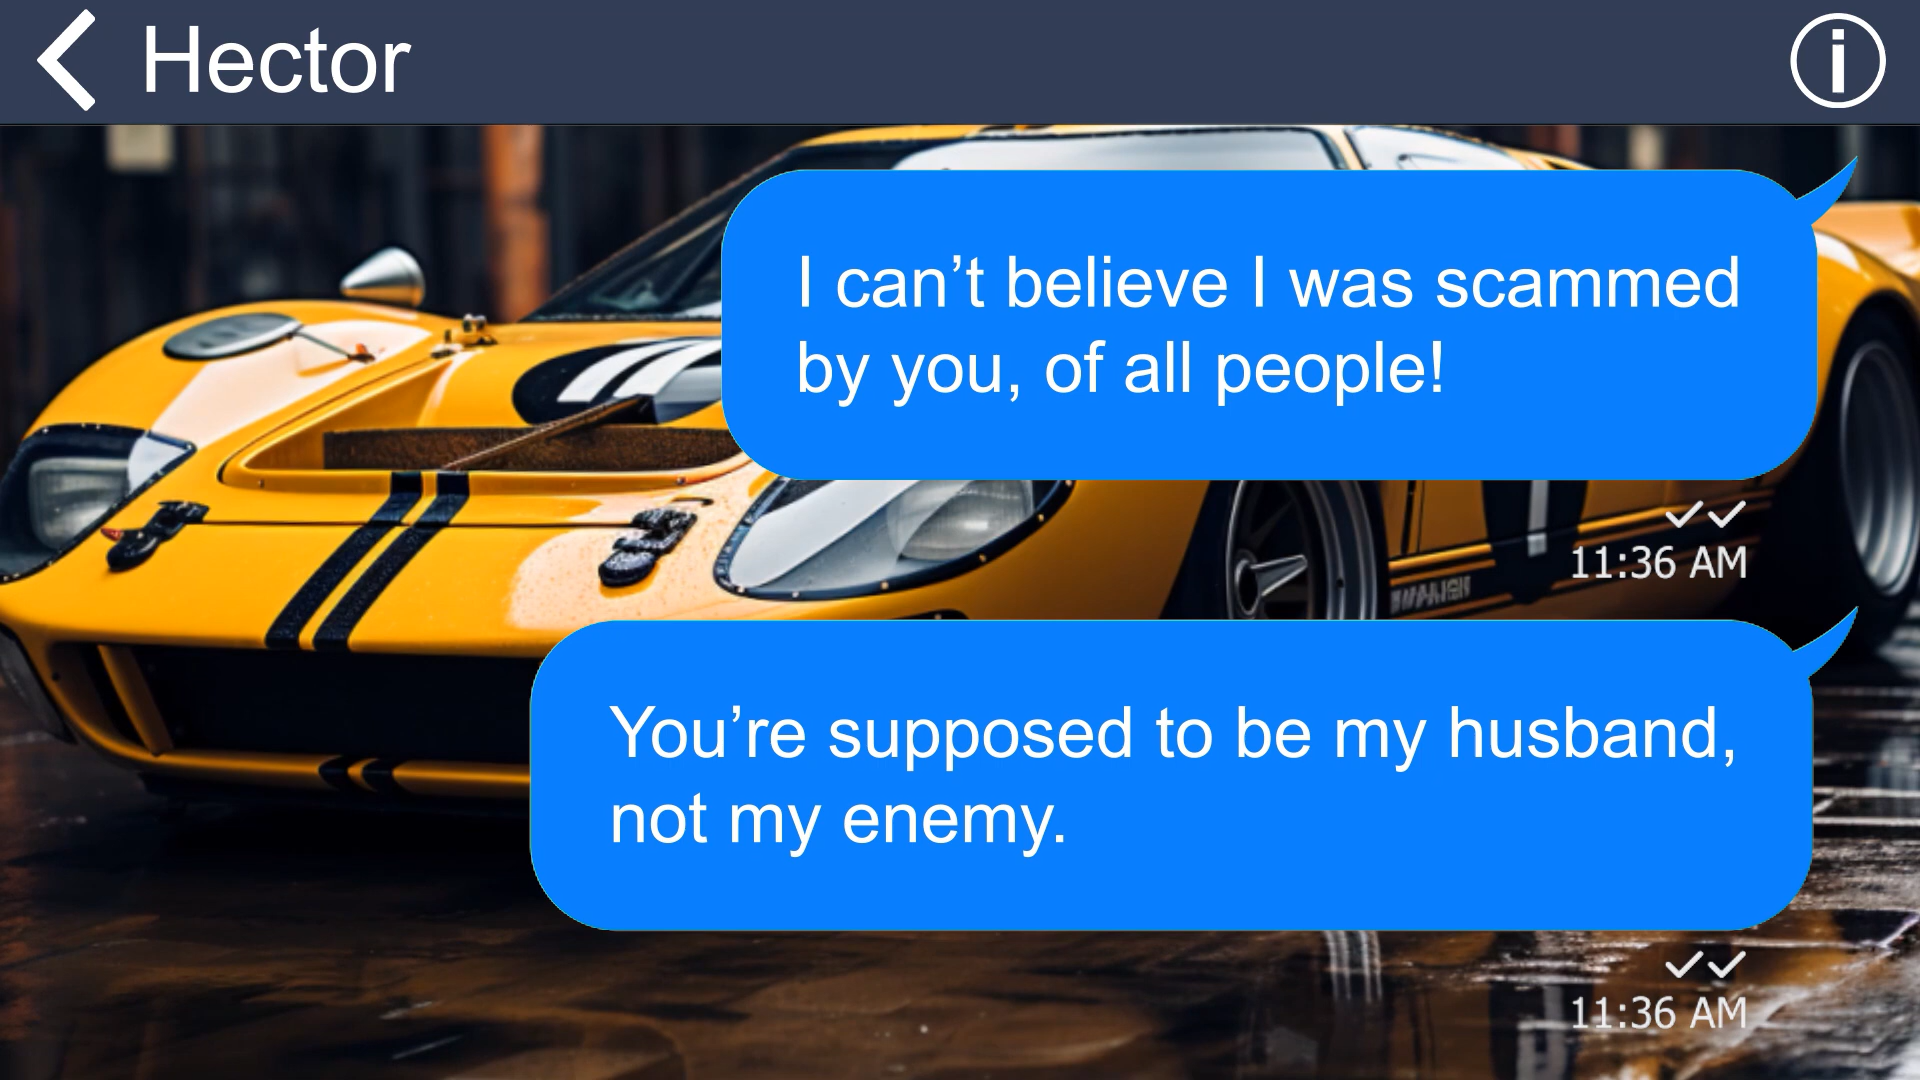 Hector
I can’t believe I was scammed
by you, of all people!
11:36 AM
You’re supposed to be my husband,
not my enemy.
11:36 AM